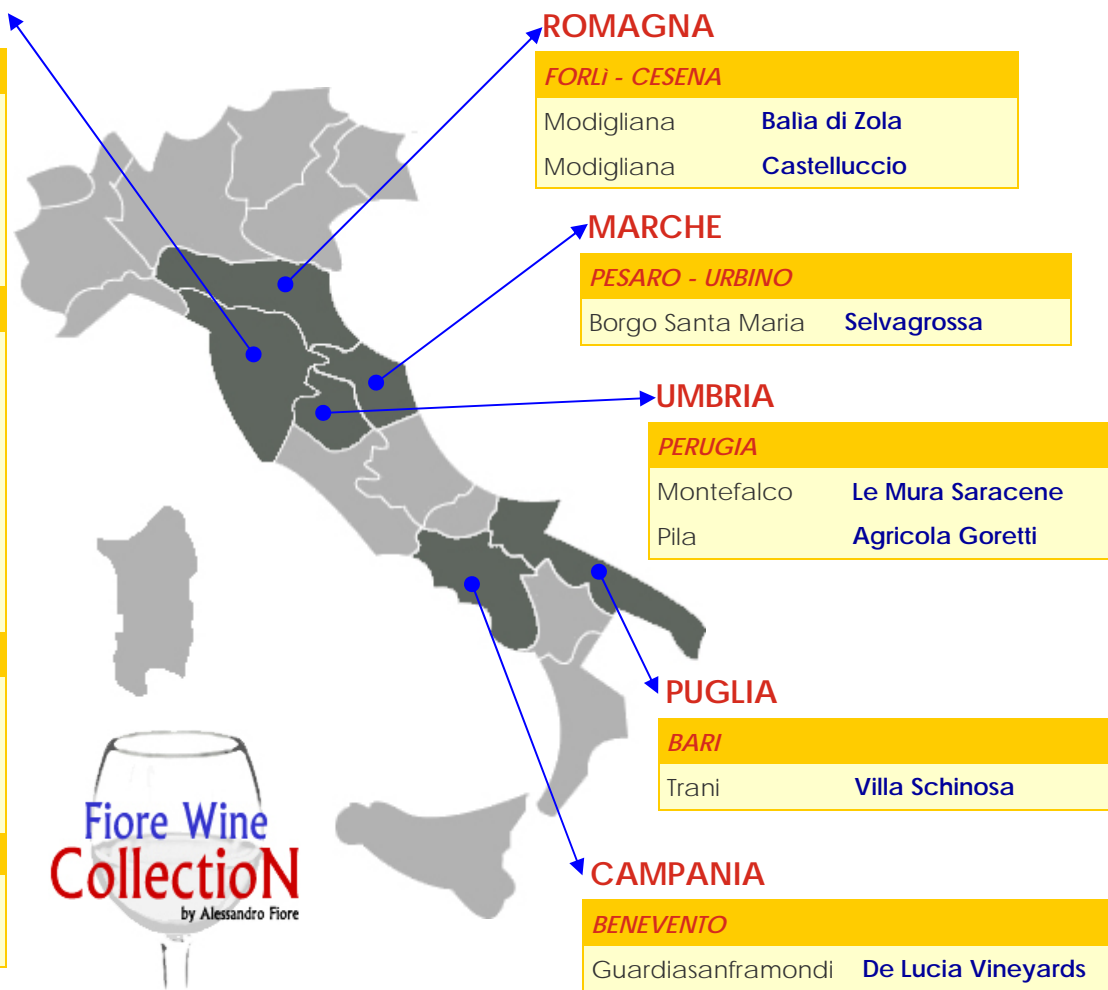 ROMAGNA
FORLì - CESENA
Modigliana Balìa di Zola
Modigliana Castelluccio
MARCHE
PESARO - URBINO
Borgo Santa Maria Selvagrossa
UMBRIA
PERUGIA
Montefalco Le Mura Saracene
Pila Agricola Goretti
PUGLIA
BARI
Trani Villa Schinosa
CAMPANIA
BENEVENTO
Guardiasanframondi De Lucia Vineyards
Fiore Wine
CollectioN
by Alessandro Fiore